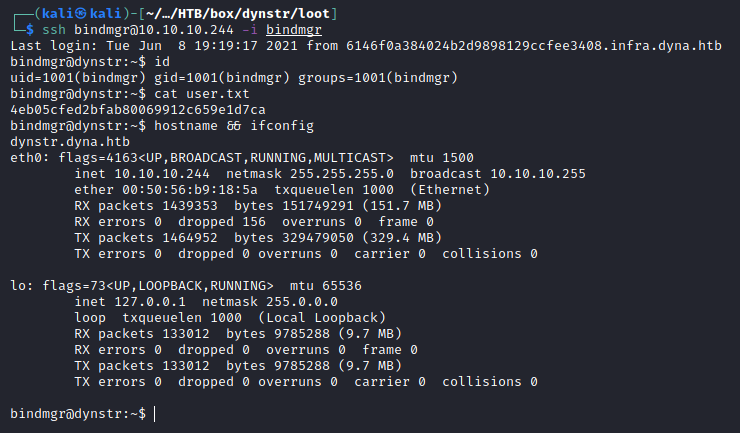 ┌──(kali㉿kali)-[~/…/HTB/box/dynstr/loot]
└─$ ssh bindmgr@10.10.10.244 -i bindmgr
Last login: Tue Jun  8 19:19:17 2021 from 6146f0a384024b2d9898129ccfee3408.infra.dyna.htb
bindmgr@dynstr:~$ id
uid=1001(bindmgr) gid=1001(bindmgr) groups=1001(bindmgr)
bindmgr@dynstr:~$ cat user.txt
4eb05cfed2bfab80069912c659e1d7ca
bindmgr@dynstr:~$ hostname && ifconfig
dynstr.dyna.htb
eth0: flags=4163<UP,BROADCAST,RUNNING,MULTICAST>  mtu 1500
        inet 10.10.10.244  netmask 255.255.255.0  broadcast 10.10.10.255
        ether 00:50:56:b9:18:5a  txqueuelen 1000  (Ethernet)
        RX packets 1439353  bytes 151749291 (151.7 MB)
        RX errors 0  dropped 156  overruns 0  frame 0
        TX packets 1464952  bytes 329479050 (329.4 MB)
        TX errors 0  dropped 0 overruns 0  carrier 0  collisions 0

lo: flags=73<UP,LOOPBACK,RUNNING>  mtu 65536
        inet 127.0.0.1  netmask 255.0.0.0
        loop  txqueuelen 1000  (Local Loopback)
        RX packets 133012  bytes 9785288 (9.7 MB)
        RX errors 0  dropped 0  overruns 0  frame 0
        TX packets 133012  bytes 9785288 (9.7 MB)
        TX errors 0  dropped 0 overruns 0  carrier 0  collisions 0

bindmgr@dynstr:~$